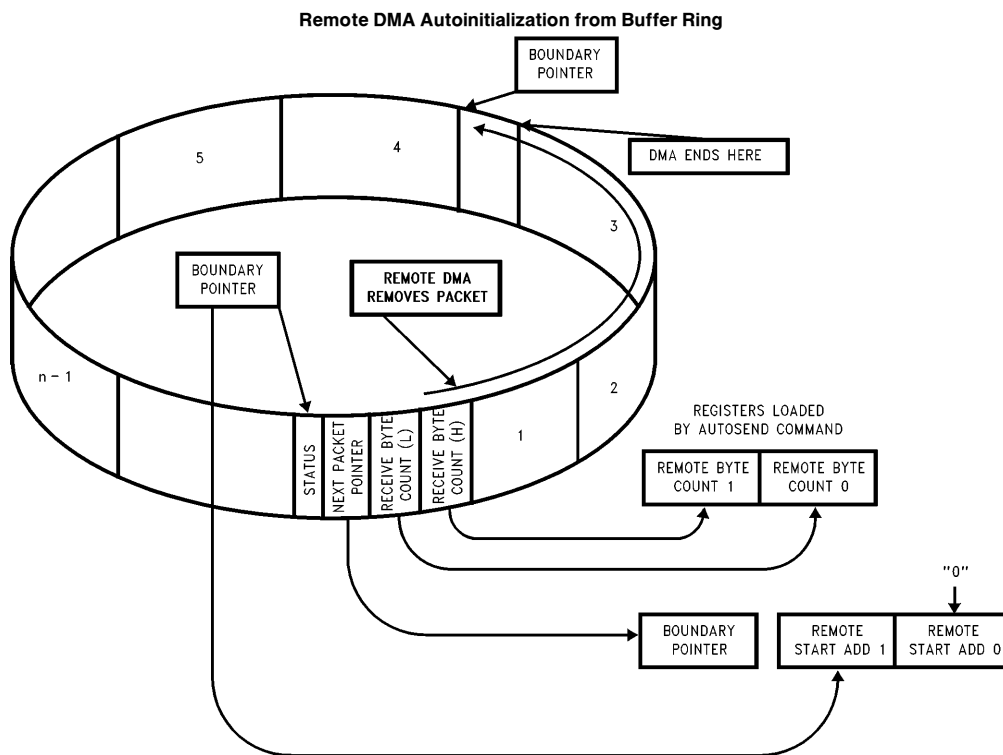 Remote DMA Autoinitialization from Buffer Ring
BOUNDARY
POINTER
5
4
DMA ENDS HERE
3
BOUNDARY
POINTER
REMOTE DMA
REMOVES PACKET
n - 1
2
1
STATUS
NEXT PACKET
POINTER
RECEIVE BYTE
COUNT (L)
RECEIVE BYTE
COUNT (H)
REGISTERS LOADED
BY AUTOSEND COMMAND
REMOTE BYTE
COUNT 1
REMOTE BYTE
COUNT 0
"0"
BOUNDARY
POINTER
REMOTE
START ADD 1
REMOTE
START ADD 0